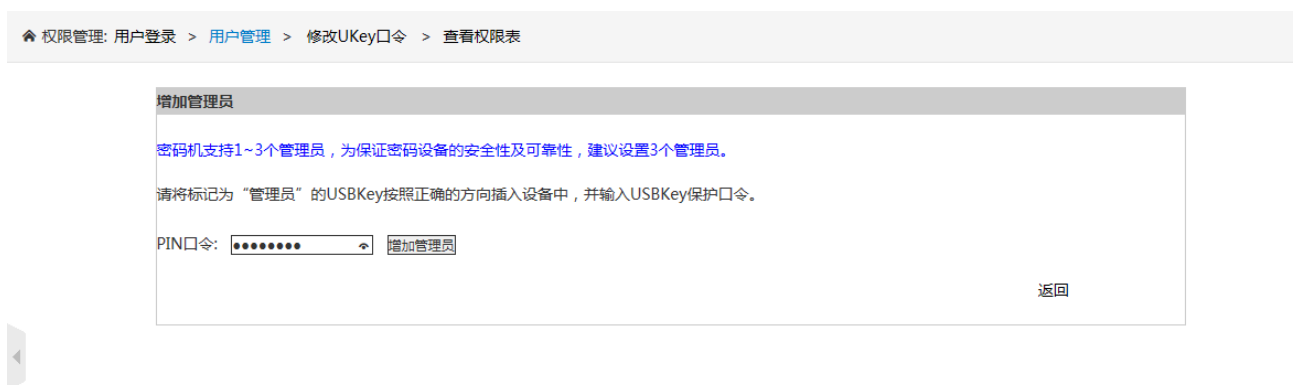 权限管理: 用户登录 > 用户管理 > 修改UKey口令 > 查看权限表
增加管理员
密码机支持1~3个管理员，为保证密码设备的安全性及可靠性，建议设置3个管理员。
请将标记为“管理员”的USBKey按照正确的方向插入设备中，并输入USBKey保护口令。
PIN口令: ●●●●●●●● 增加管理员
返回